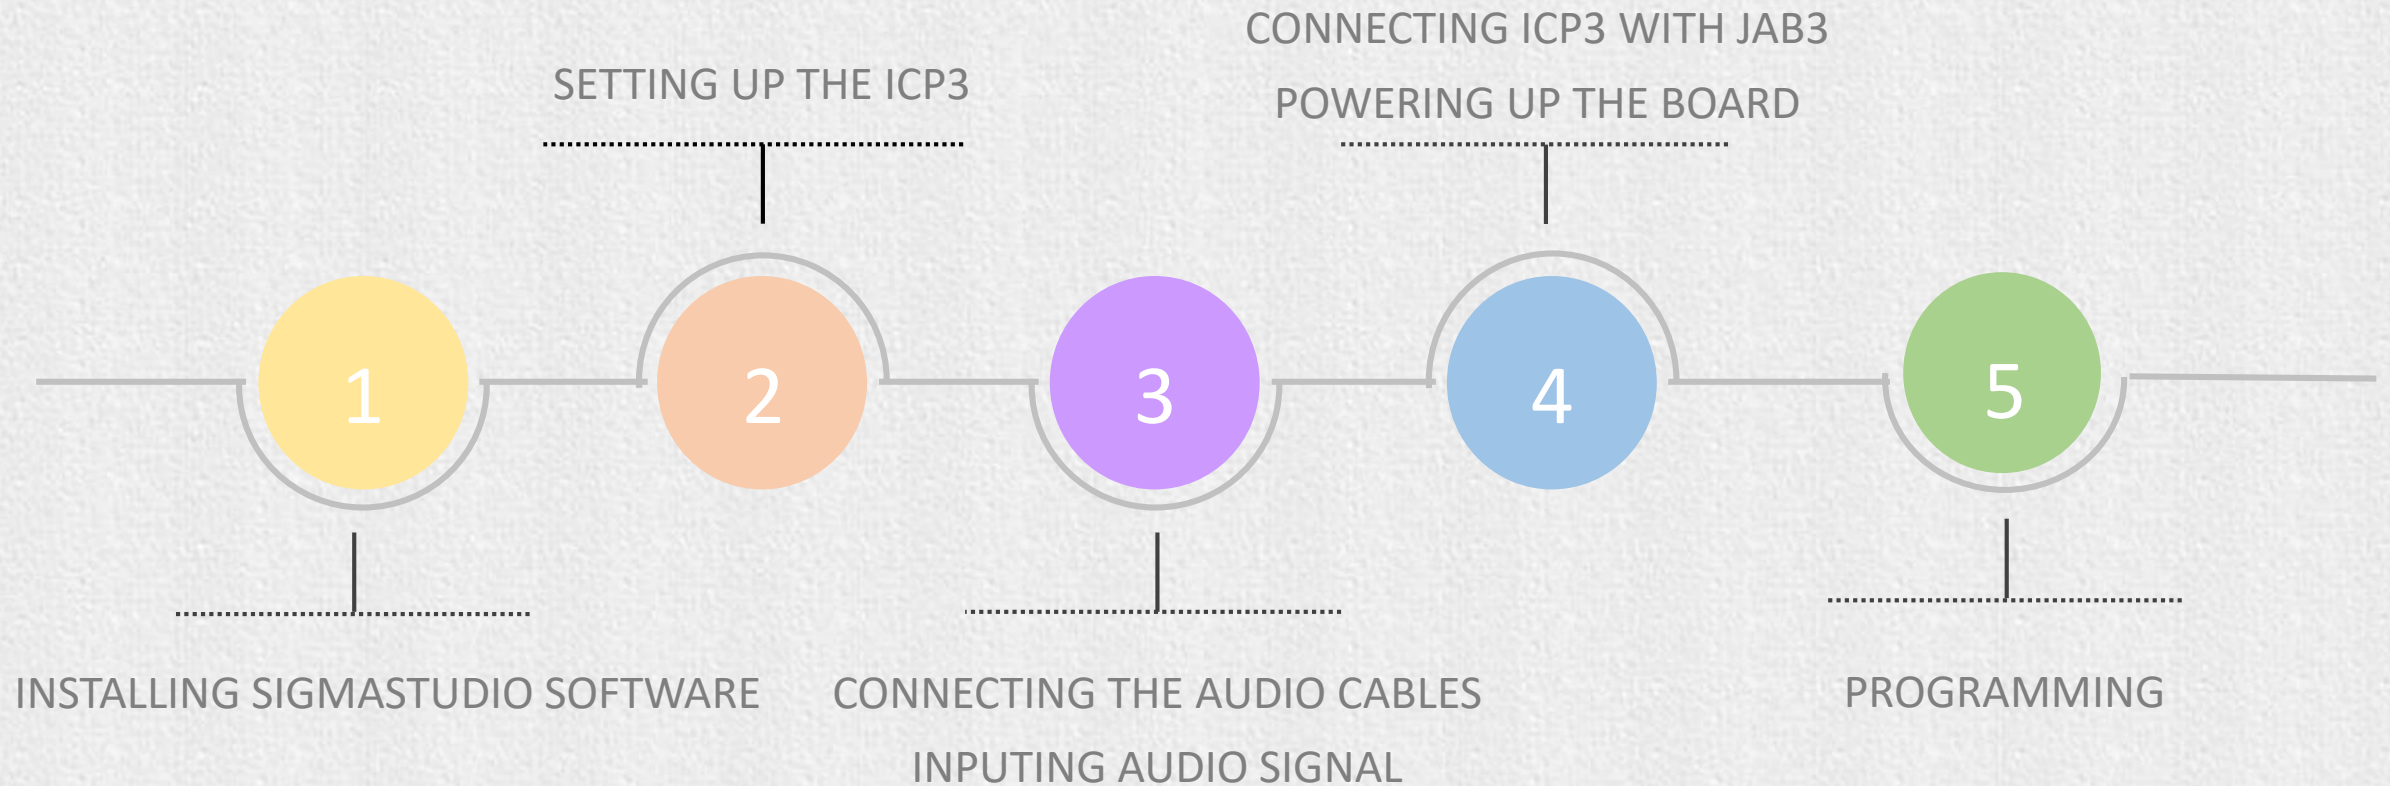 1
INSTALLING SIGMASTUDIO SOFTWARE
2
SETTING UP THE ICP3
3
CONNECTING THE AUDIO CABLES
INPUTING AUDIO SIGNAL
4
CONNECTING ICP3 WITH JAB3
POWERING UP THE BOARD
5
PROGRAMMING